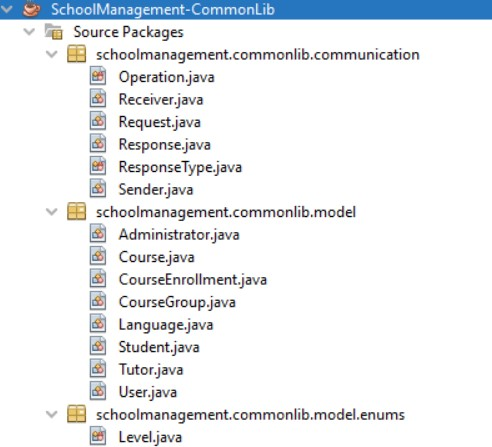 SchoolManagement-CommonLib
Source Packages
schoolmanagement.commonlib.communication
Operation.java
Receiver.java
Request.java
Response.java
ResponseType.java
Sender.java
schoolmanagement.commonlib.model
Administrator.java
Course.java
CourseEnrollment.java
CourseGroup.java
Language.java
Student.java
Tutor.java
User.java
schoolmanagement.commonlib.model.enums
Level.java